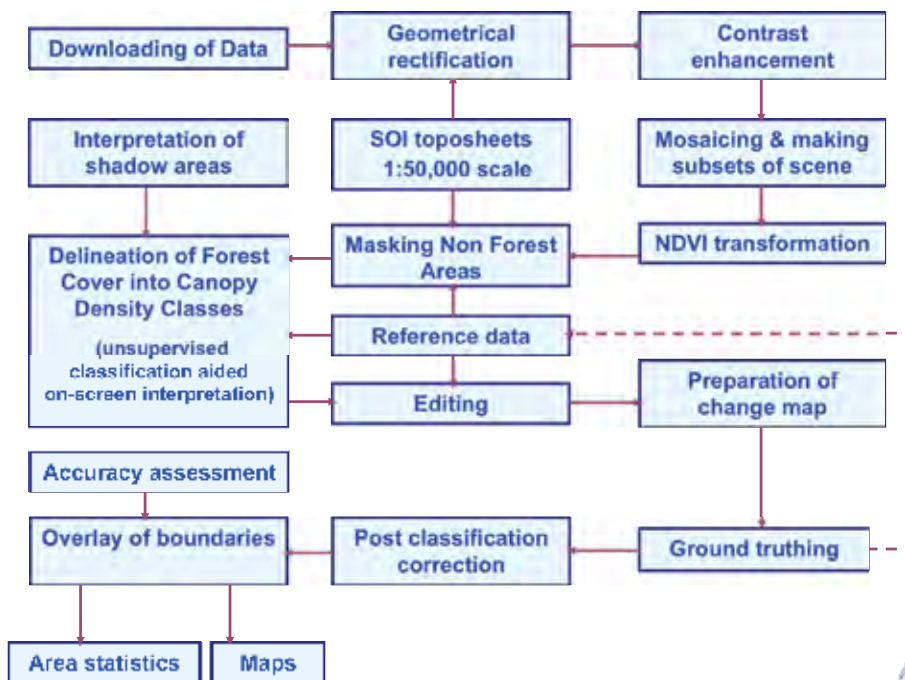 Downloading of Data
Geometrical
rectification
Contrast
enhancement
Interpretation of
shadow areas
SOI toposheets
1:50,000 scale
Mosaicing & making
subsets of scene
Delineation of Forest
Cover into Canopy
Density Classes
(unsupervised
classification aided
on-screen interpretation)
Masking Non Forest
Areas
NDVI transformation
Reference data
Editing
Preparation of
change map
Accuracy assessment
Overlay of boundaries
Post classification
correction
Ground truthing
Area statistics
Maps